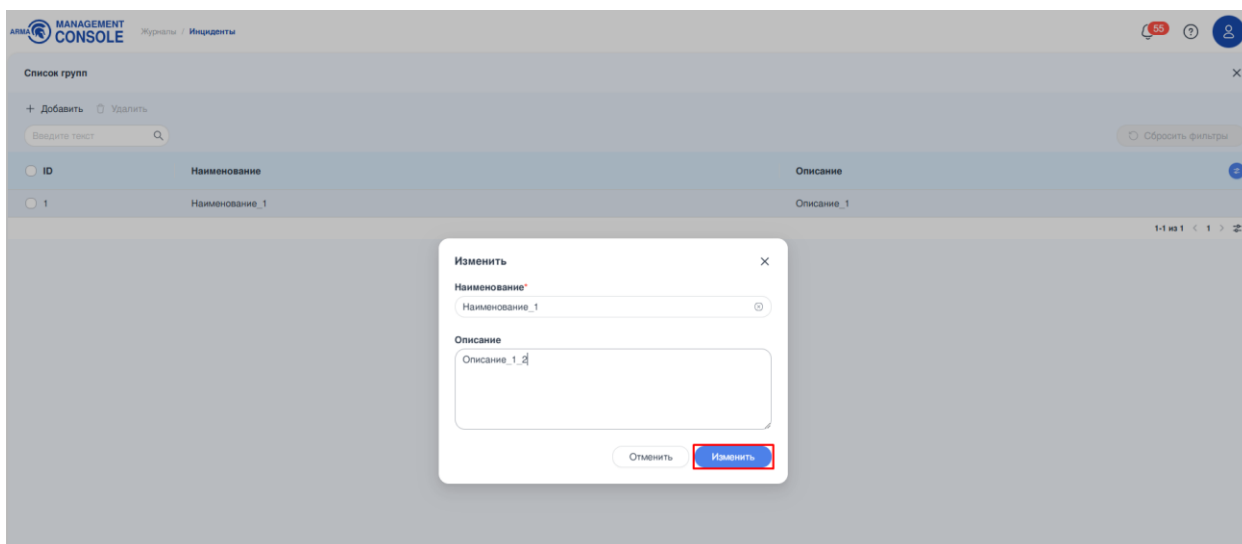 ARMA MANAGEMENT CONSOLE Журналы / Инциденты 55
Список групп
+ Добавить Удалить
Введите текст Сбросить фильтры
ID Наименование Описание
1 Наименование_1 Описание_1
1-1 из 1 < 1 >
Изменить
Наименование*
Наименование_1
Описание
Описание_1_2
Отменить Изменить